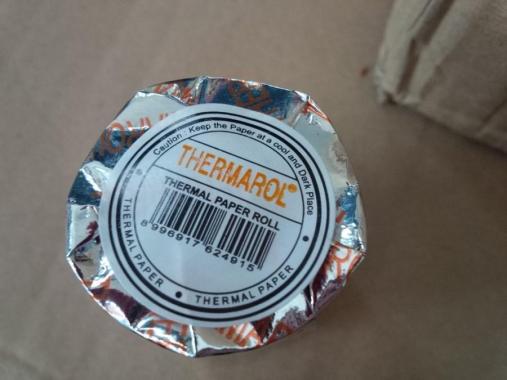 Caution : Keep the Paper at a cool and Dark Place
THERMAROL®
THERMAL PAPER ROLL
8 996917 624915
THERMAL PAPER
THERMAL PAPER